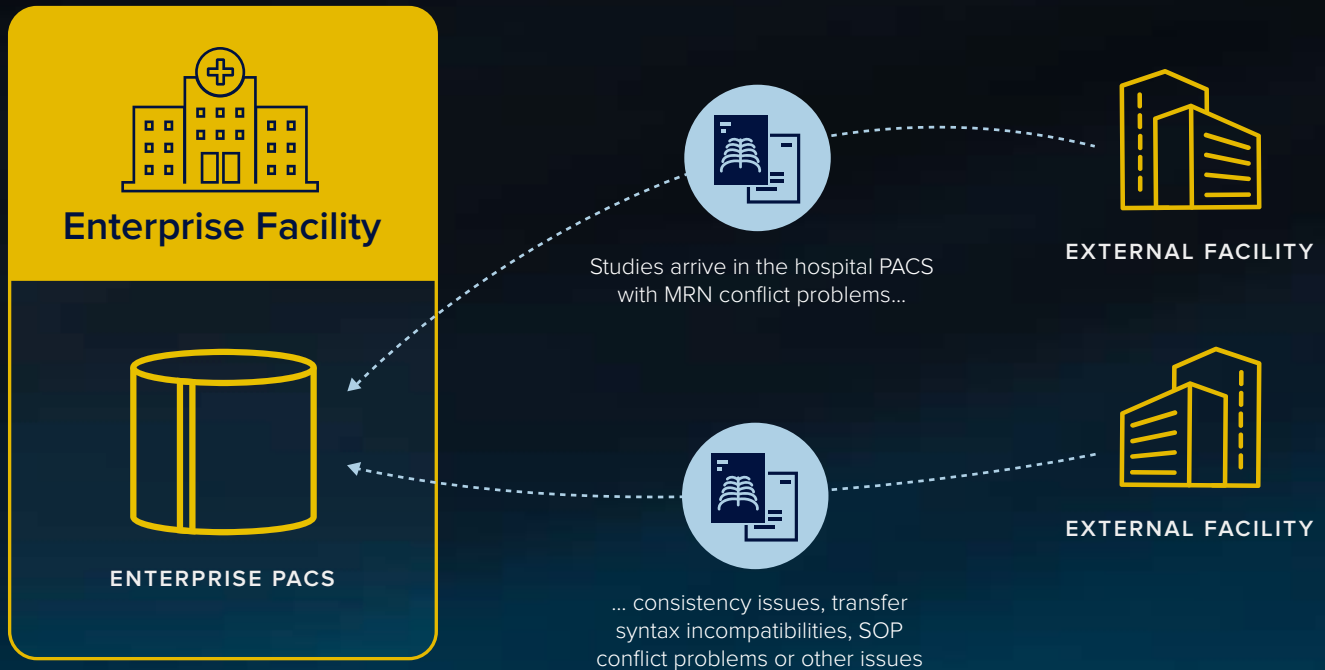 Enterprise Facility
ENTERPRISE PACS
Studies arrive in the hospital PACS
with MRN conflict problems...
EXTERNAL FACILITY
... consistency issues, transfer
syntax incompatibilities, SOP
conflict problems or other issues
EXTERNAL FACILITY